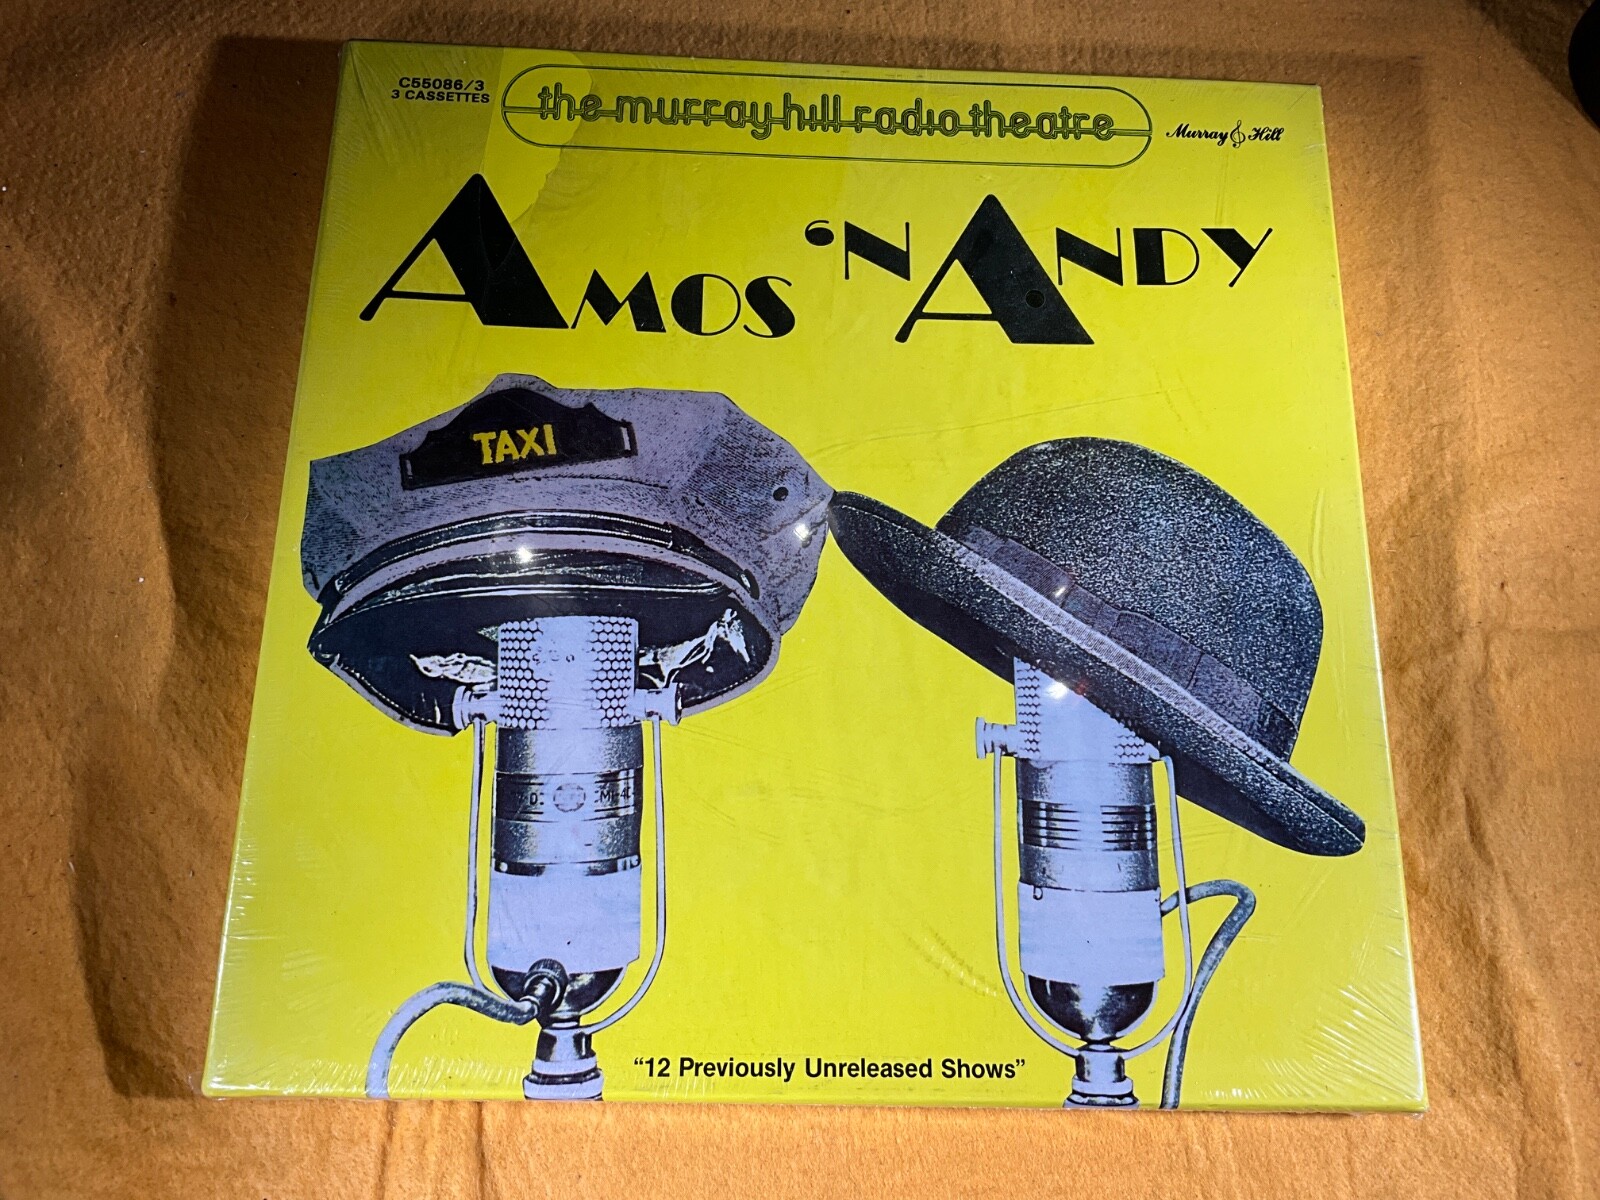 C55086/3
3 CASSETTES
the murray hill radio theatre
Murray Hill
AMOS 'N ANDY
TAXI
"12 Previously Unreleased Shows"